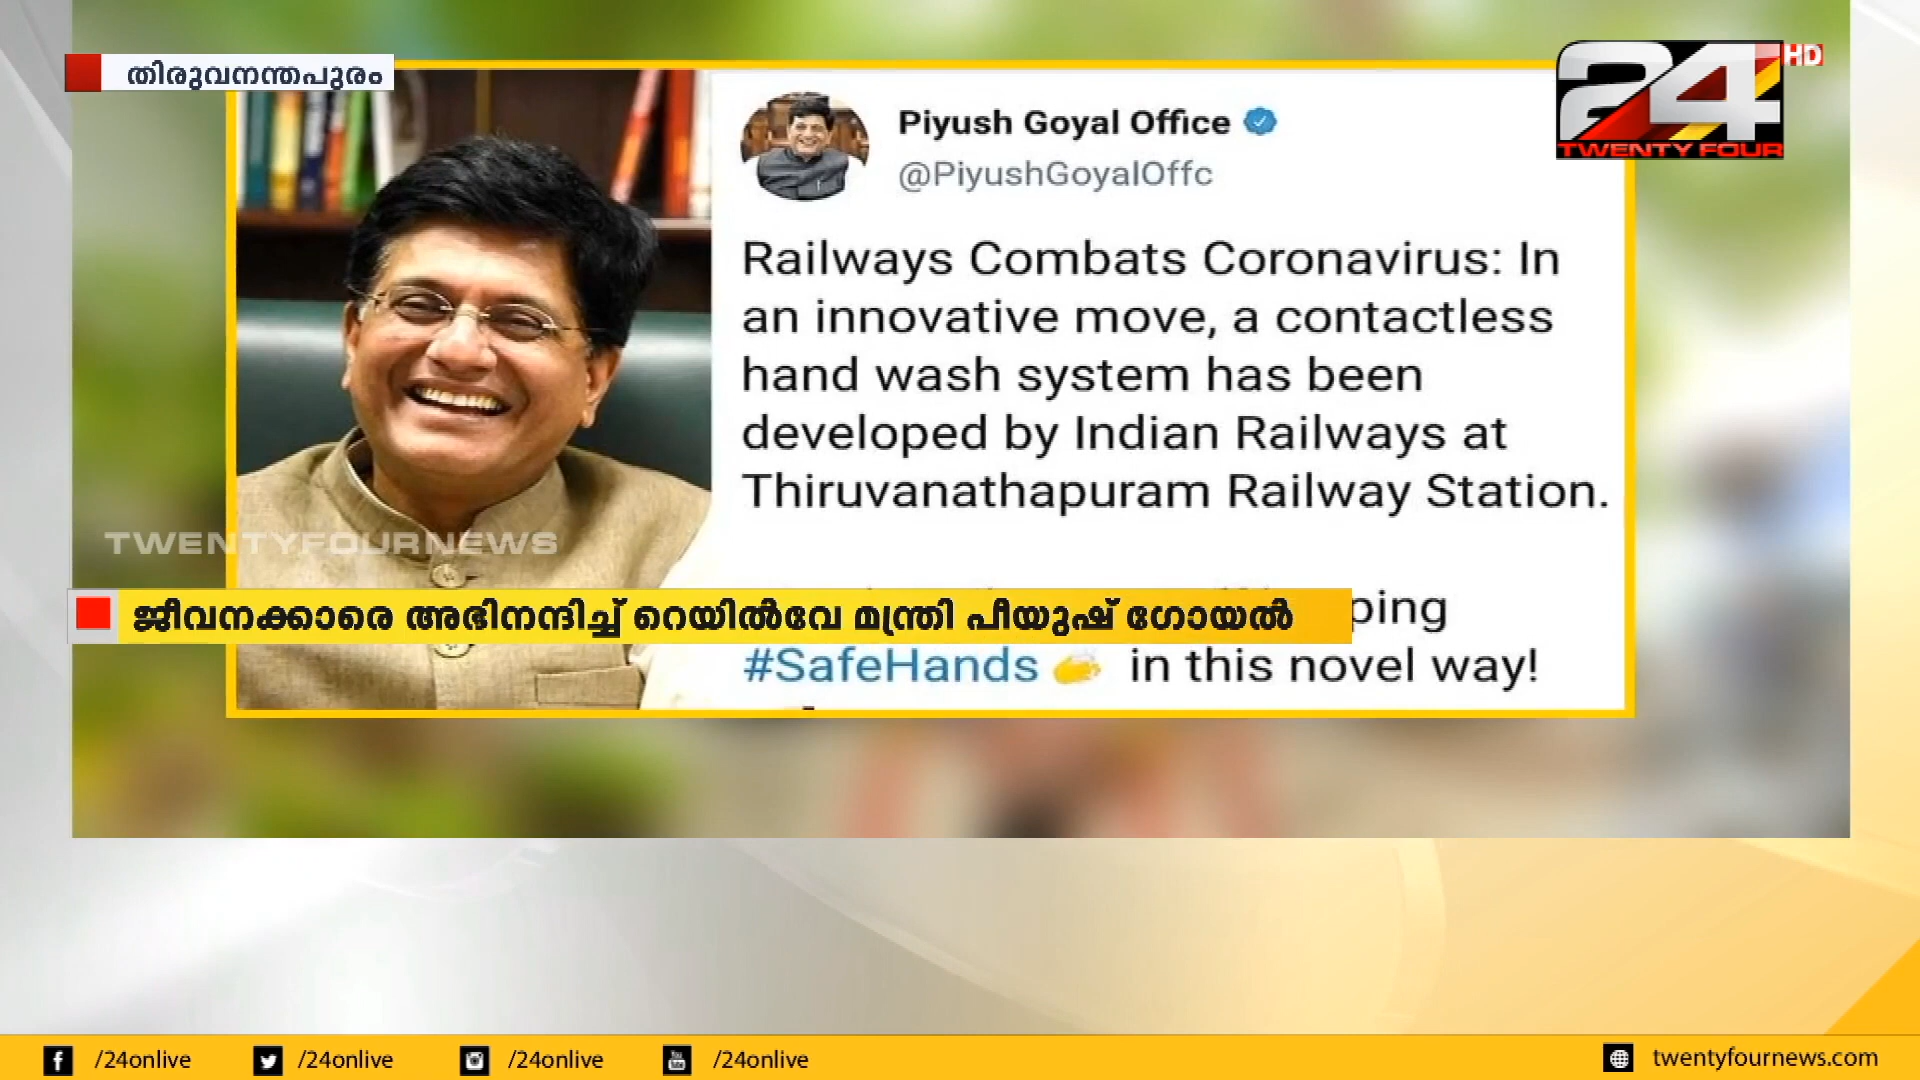 തിരുവനന്തപുരം
24 HD
TWENTY FOUR
Piyush Goyal Office
@PiyushGoyalOffc
Railways Combats Coronavirus: In
an innovative move, a contactless
hand wash system has been
developed by Indian Railways at
Thiruvanathapuram Railway Station.
TWENTYFOURNEWS
ping
ജീവനക്കാരെ അഭിനന്ദിച്ച് റെയിൽവേ മന്ത്രി പീയുഷ് ഗോയൽ
#SafeHands in this novel way!
/24onlive /24onlive /24onlive /24onlive twentyfournews.com